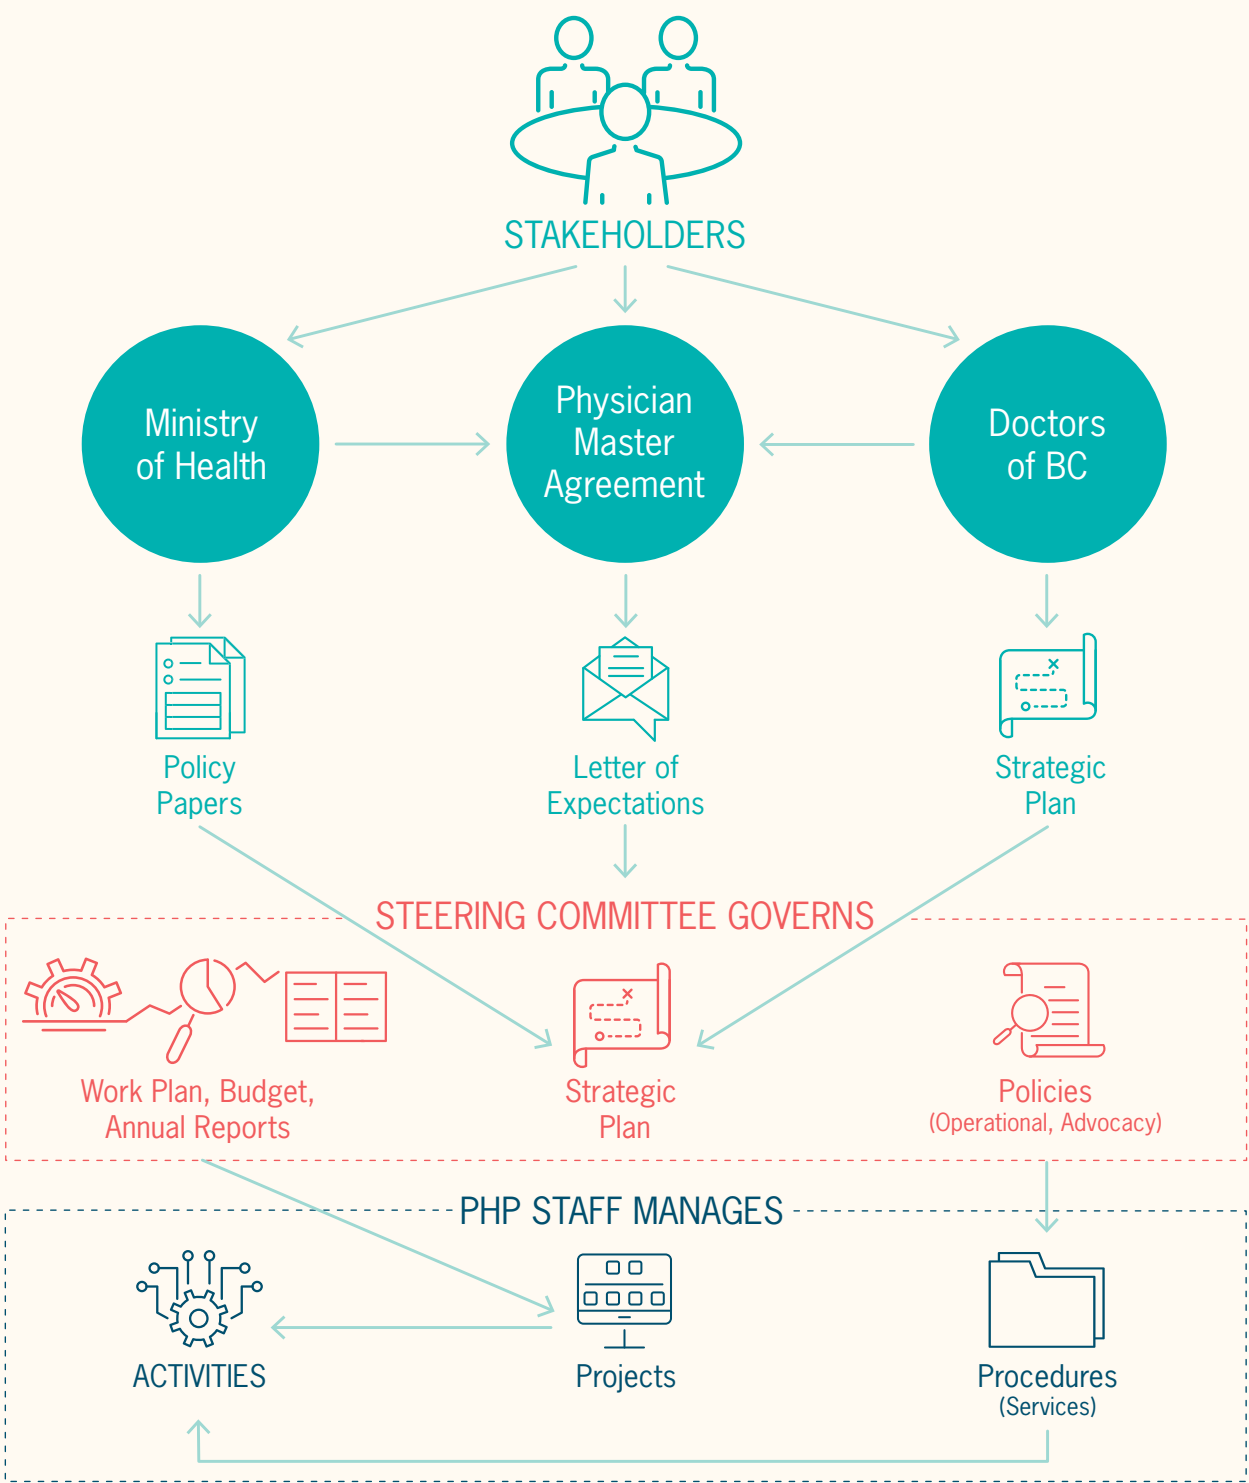 STAKEHOLDERS
Ministry
of Health
Physician
Master
Agreement
Doctors
of BC
Policy
Papers
Letter of
Expectations
Strategic
Plan
STEERING COMMITTEE GOVERNS
Work Plan, Budget,
Annual Reports
Strategic
Plan
Policies
(Operational, Advocacy)
PHP STAFF MANAGES
ACTIVITIES
Projects
Procedures
(Services)